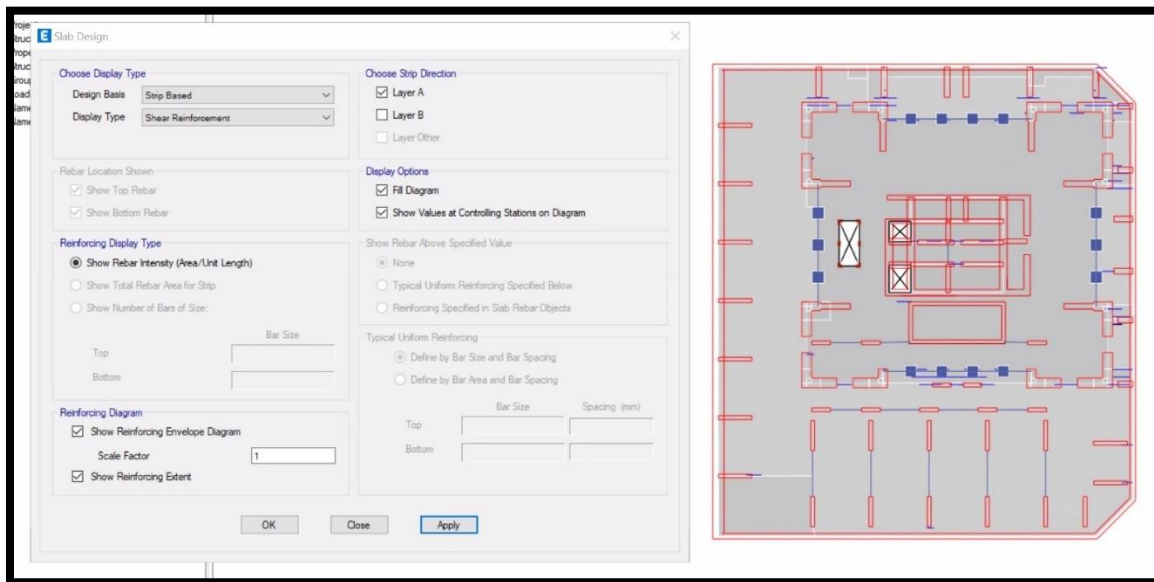 Slab Design
Choose Display Type
Design Basis Strip Based
Display Type Shear Reinforcement
Rebar Location Shown
Show Top Rebar
Show Bottom Rebar
Reinforcing Display Type
Show Rebar Intensity (Area/Unit Length)
Show Total Rebar Area for Strip
Show Number of Bars of Size:
Bar Size
Top
Bottom
Reinforcing Diagram
Show Reinforcing Envelope Diagram
Scale Factor 1
Show Reinforcing Extent
Choose Strip Direction
Layer A
Layer B
Layer Other
Display Options
Fill Diagram
Show Values at Controlling Stations on Diagram
Show Rebar Above Specified Value
None
Typical Uniform Reinforcing Specified Below
Reinforcing Specified in Slab Rebar Objects
Typical Uniform Reinforcing
Define by Bar Size and Bar Spacing
Define by Bar Area and Bar Spacing
Bar Size Spacing (mm)
Top
Bottom
OK Close Apply